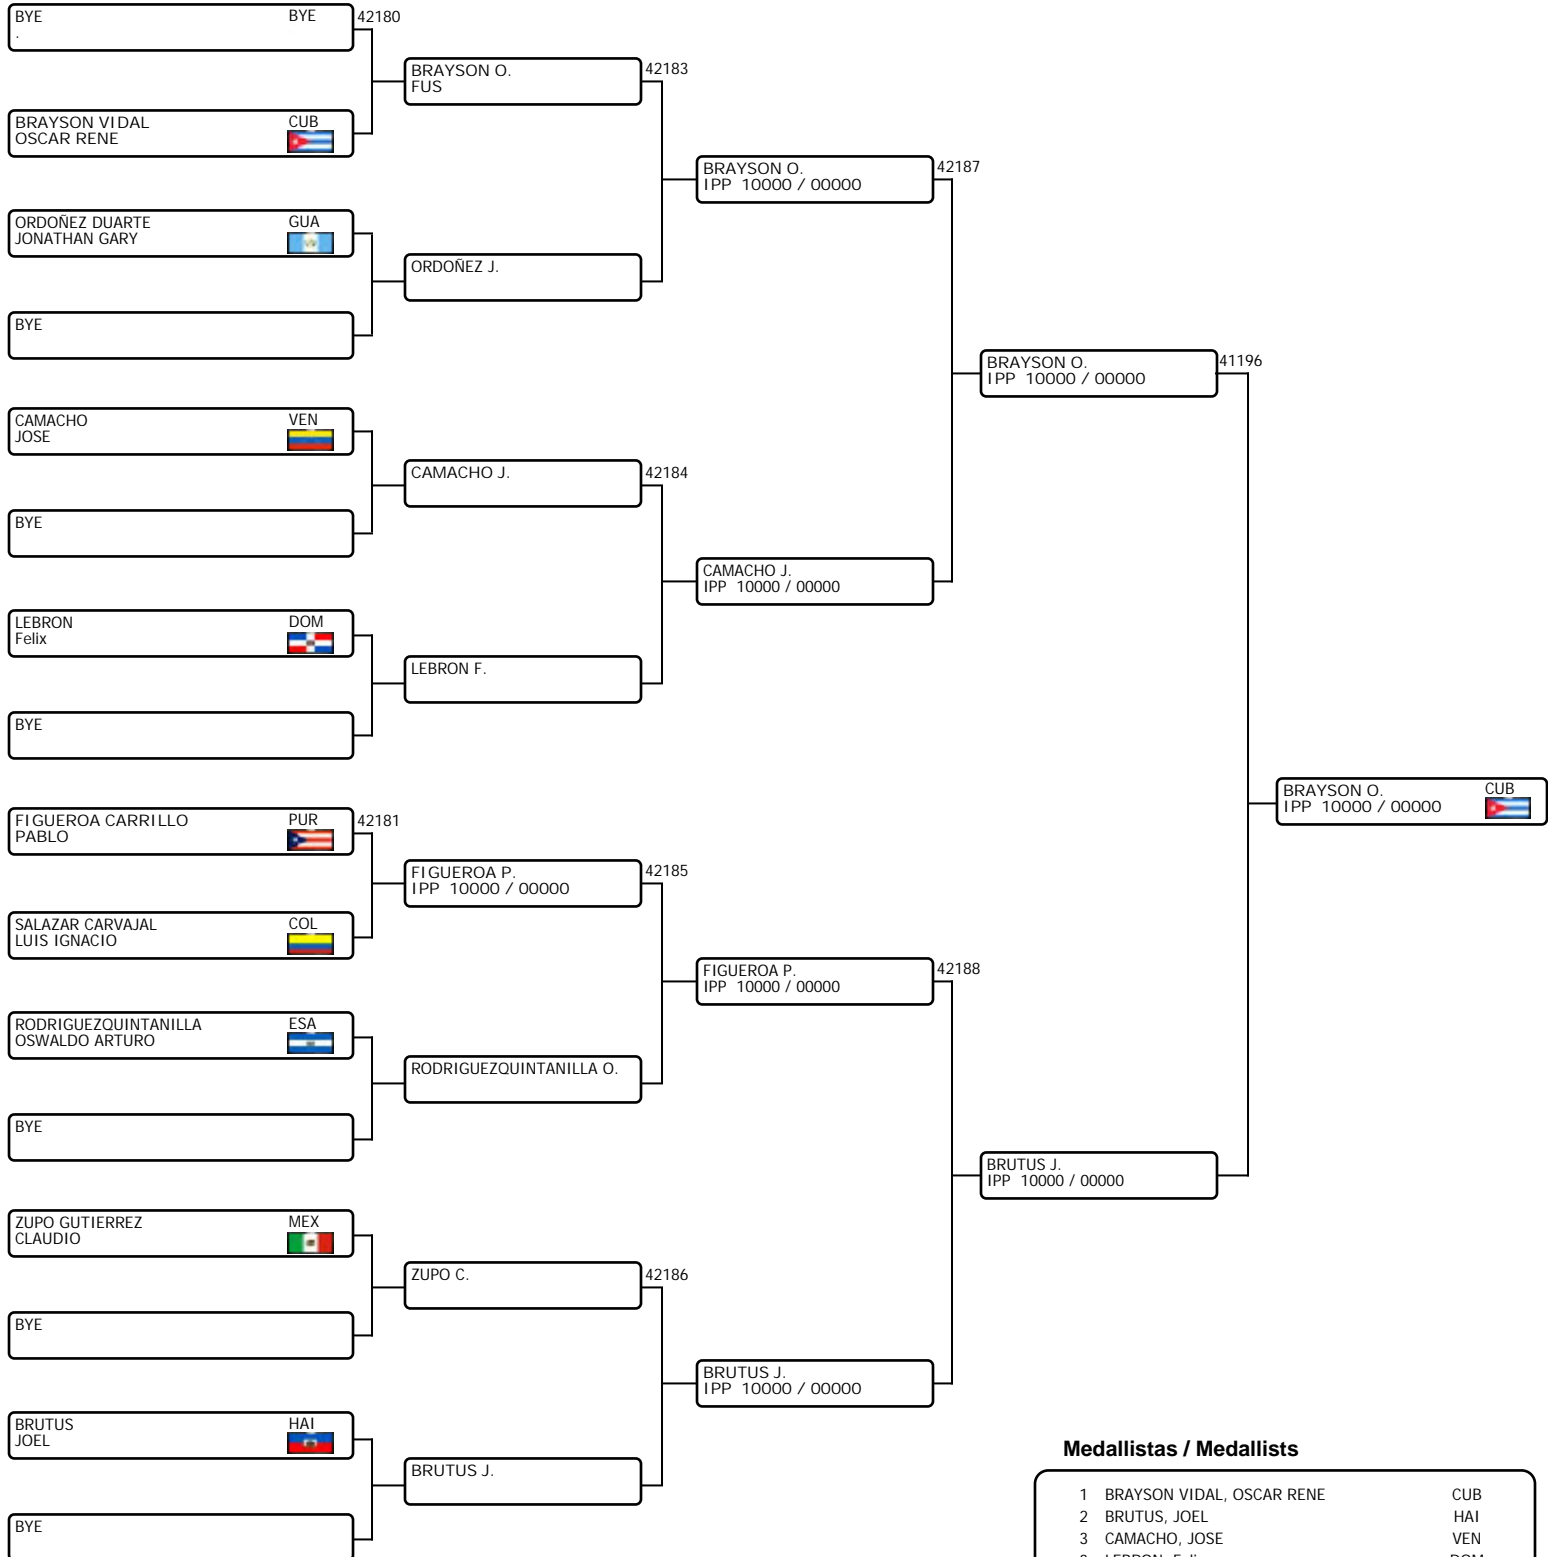 BYE BYE 42180
.
BRAYSON O. 42183
FUS
BRAYSON VIDAL CUB
OSCAR RENE
BRAYSON O. 42187
IPP 10000 / 00000
ORDOÑEZ DUARTE GUA
JONATHAN GARY
ORDOÑEZ J.
BYE
BRAYSON O. 41196
IPP 10000 / 00000
CAMACHO VEN
JOSE
CAMACHO J. 42184
BYE
CAMACHO J.
IPP 10000 / 00000
LEBRON DOM
Felix
LEBRON F.
BYE
BRAYSON O. CUB
IPP 10000 / 00000
FIGUEROA CARRILLO PUR 42181
PABLO
FIGUEROA P. 42185
IPP 10000 / 00000
SALAZAR CARVAJAL COL
LUIS IGNACIO
FIGUEROA P. 42188
IPP 10000 / 00000
RODRIGUEZQUINTANILLA ESA
OSWALDO ARTURO
RODRIGUEZQUINTANILLA O.
BYE
BRUTUS J.
IPP 10000 / 00000
ZUPO GUTIERREZ MEX
CLAUDIO
ZUPO C. 42186
BYE
BRUTUS J.
IPP 10000 / 00000
BRUTUS HAI
JOEL
BRUTUS J.
BYE
Medallistas / Medallists
1 BRAYSON VIDAL, OSCAR RENE CUB
2 BRUTUS, JOEL HAI
3 CAMACHO, JOSE VEN